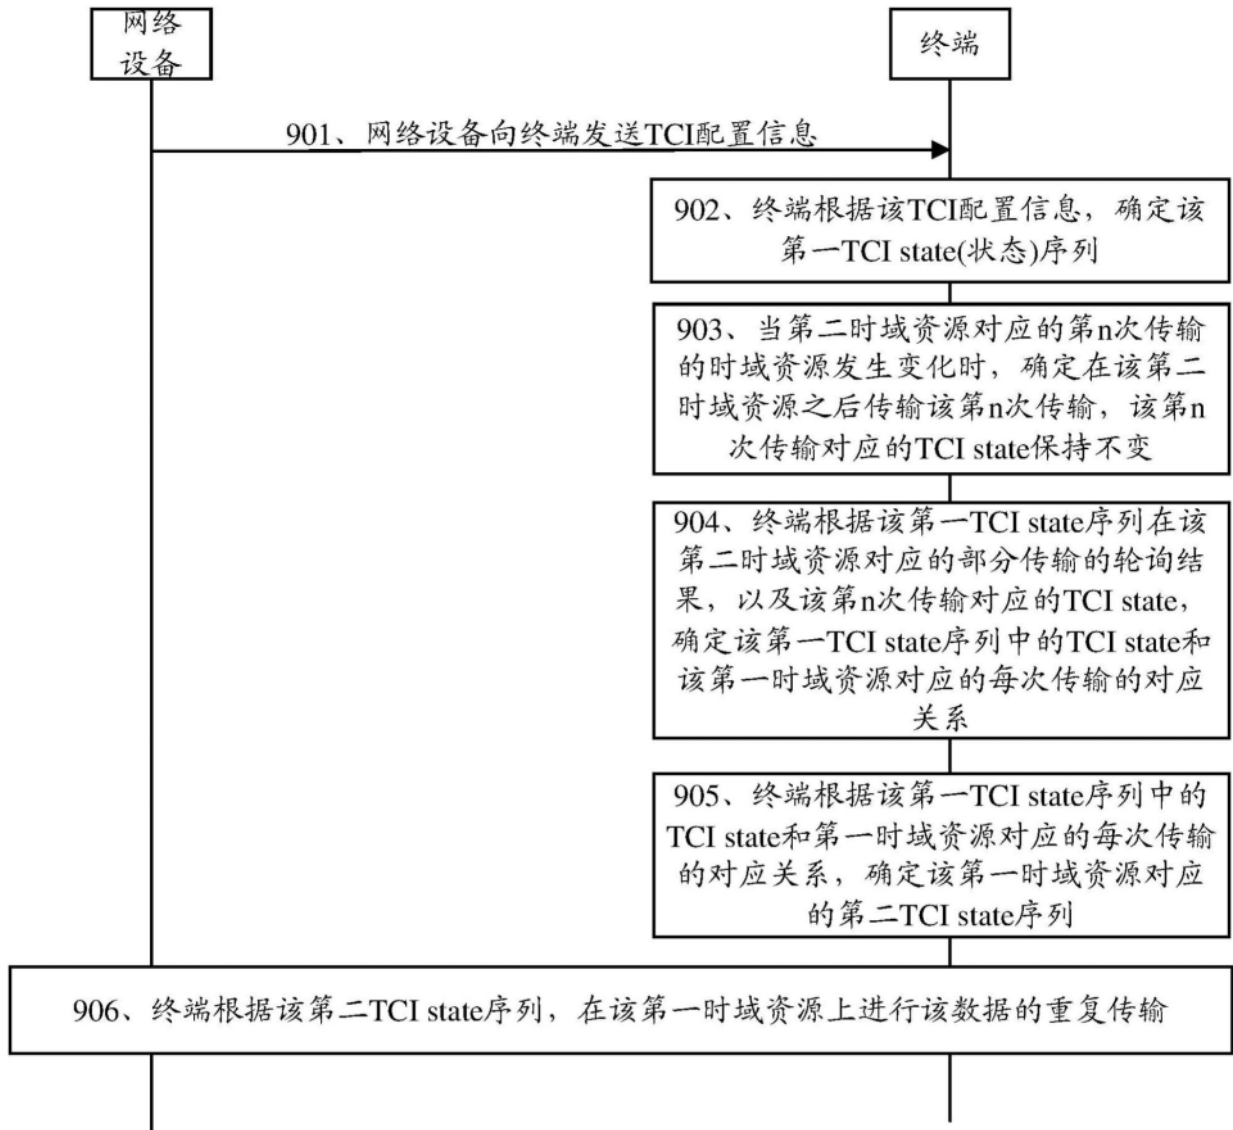 网络
设备
终端
901、网络设备向终端发送TCI配置信息
902、终端根据该TCI配置信息，确定该
第一TCI state(状态)序列
903、当第二时域资源对应的第n次传输
的时域资源发生变化时，确定在该第二
时域资源之后传输该第n次传输，该第n
次传输对应的TCI state保持不变
904、终端根据该第一TCI state序列在该
第二时域资源对应的部分传输的轮询结
果，以及该第n次传输对应的TCI state，
确定该第一TCI state序列中的TCI state和
该第一时域资源对应的每次传输的对应
关系
905、终端根据该第一TCI state序列中的
TCI state和第一时域资源对应的每次传输
的对应关系，确定该第一时域资源对应
的第二TCI state序列
906、终端根据该第二TCI state序列，在该第一时域资源上进行该数据的重复传输